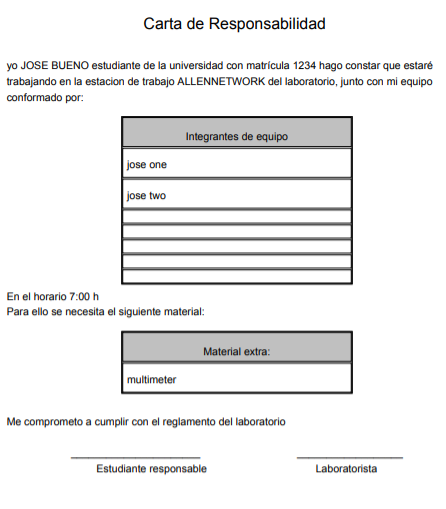 Carta de Responsabilidad
yo JOSE BUENO estudiante de la universidad con matrícula 1234 hago constar que estaré
trabajando en la estacion de trabajo ALLENNETWORK del laboratorio, junto con mi equipo
conformado por:
Integrantes de equipo
jose one
jose two
En el horario 7:00 h
Para ello se necesita el siguiente material:
Material extra:
multimeter
Me comprometo a cumplir con el reglamento del laboratorio
Estudiante responsable
Laboratorista